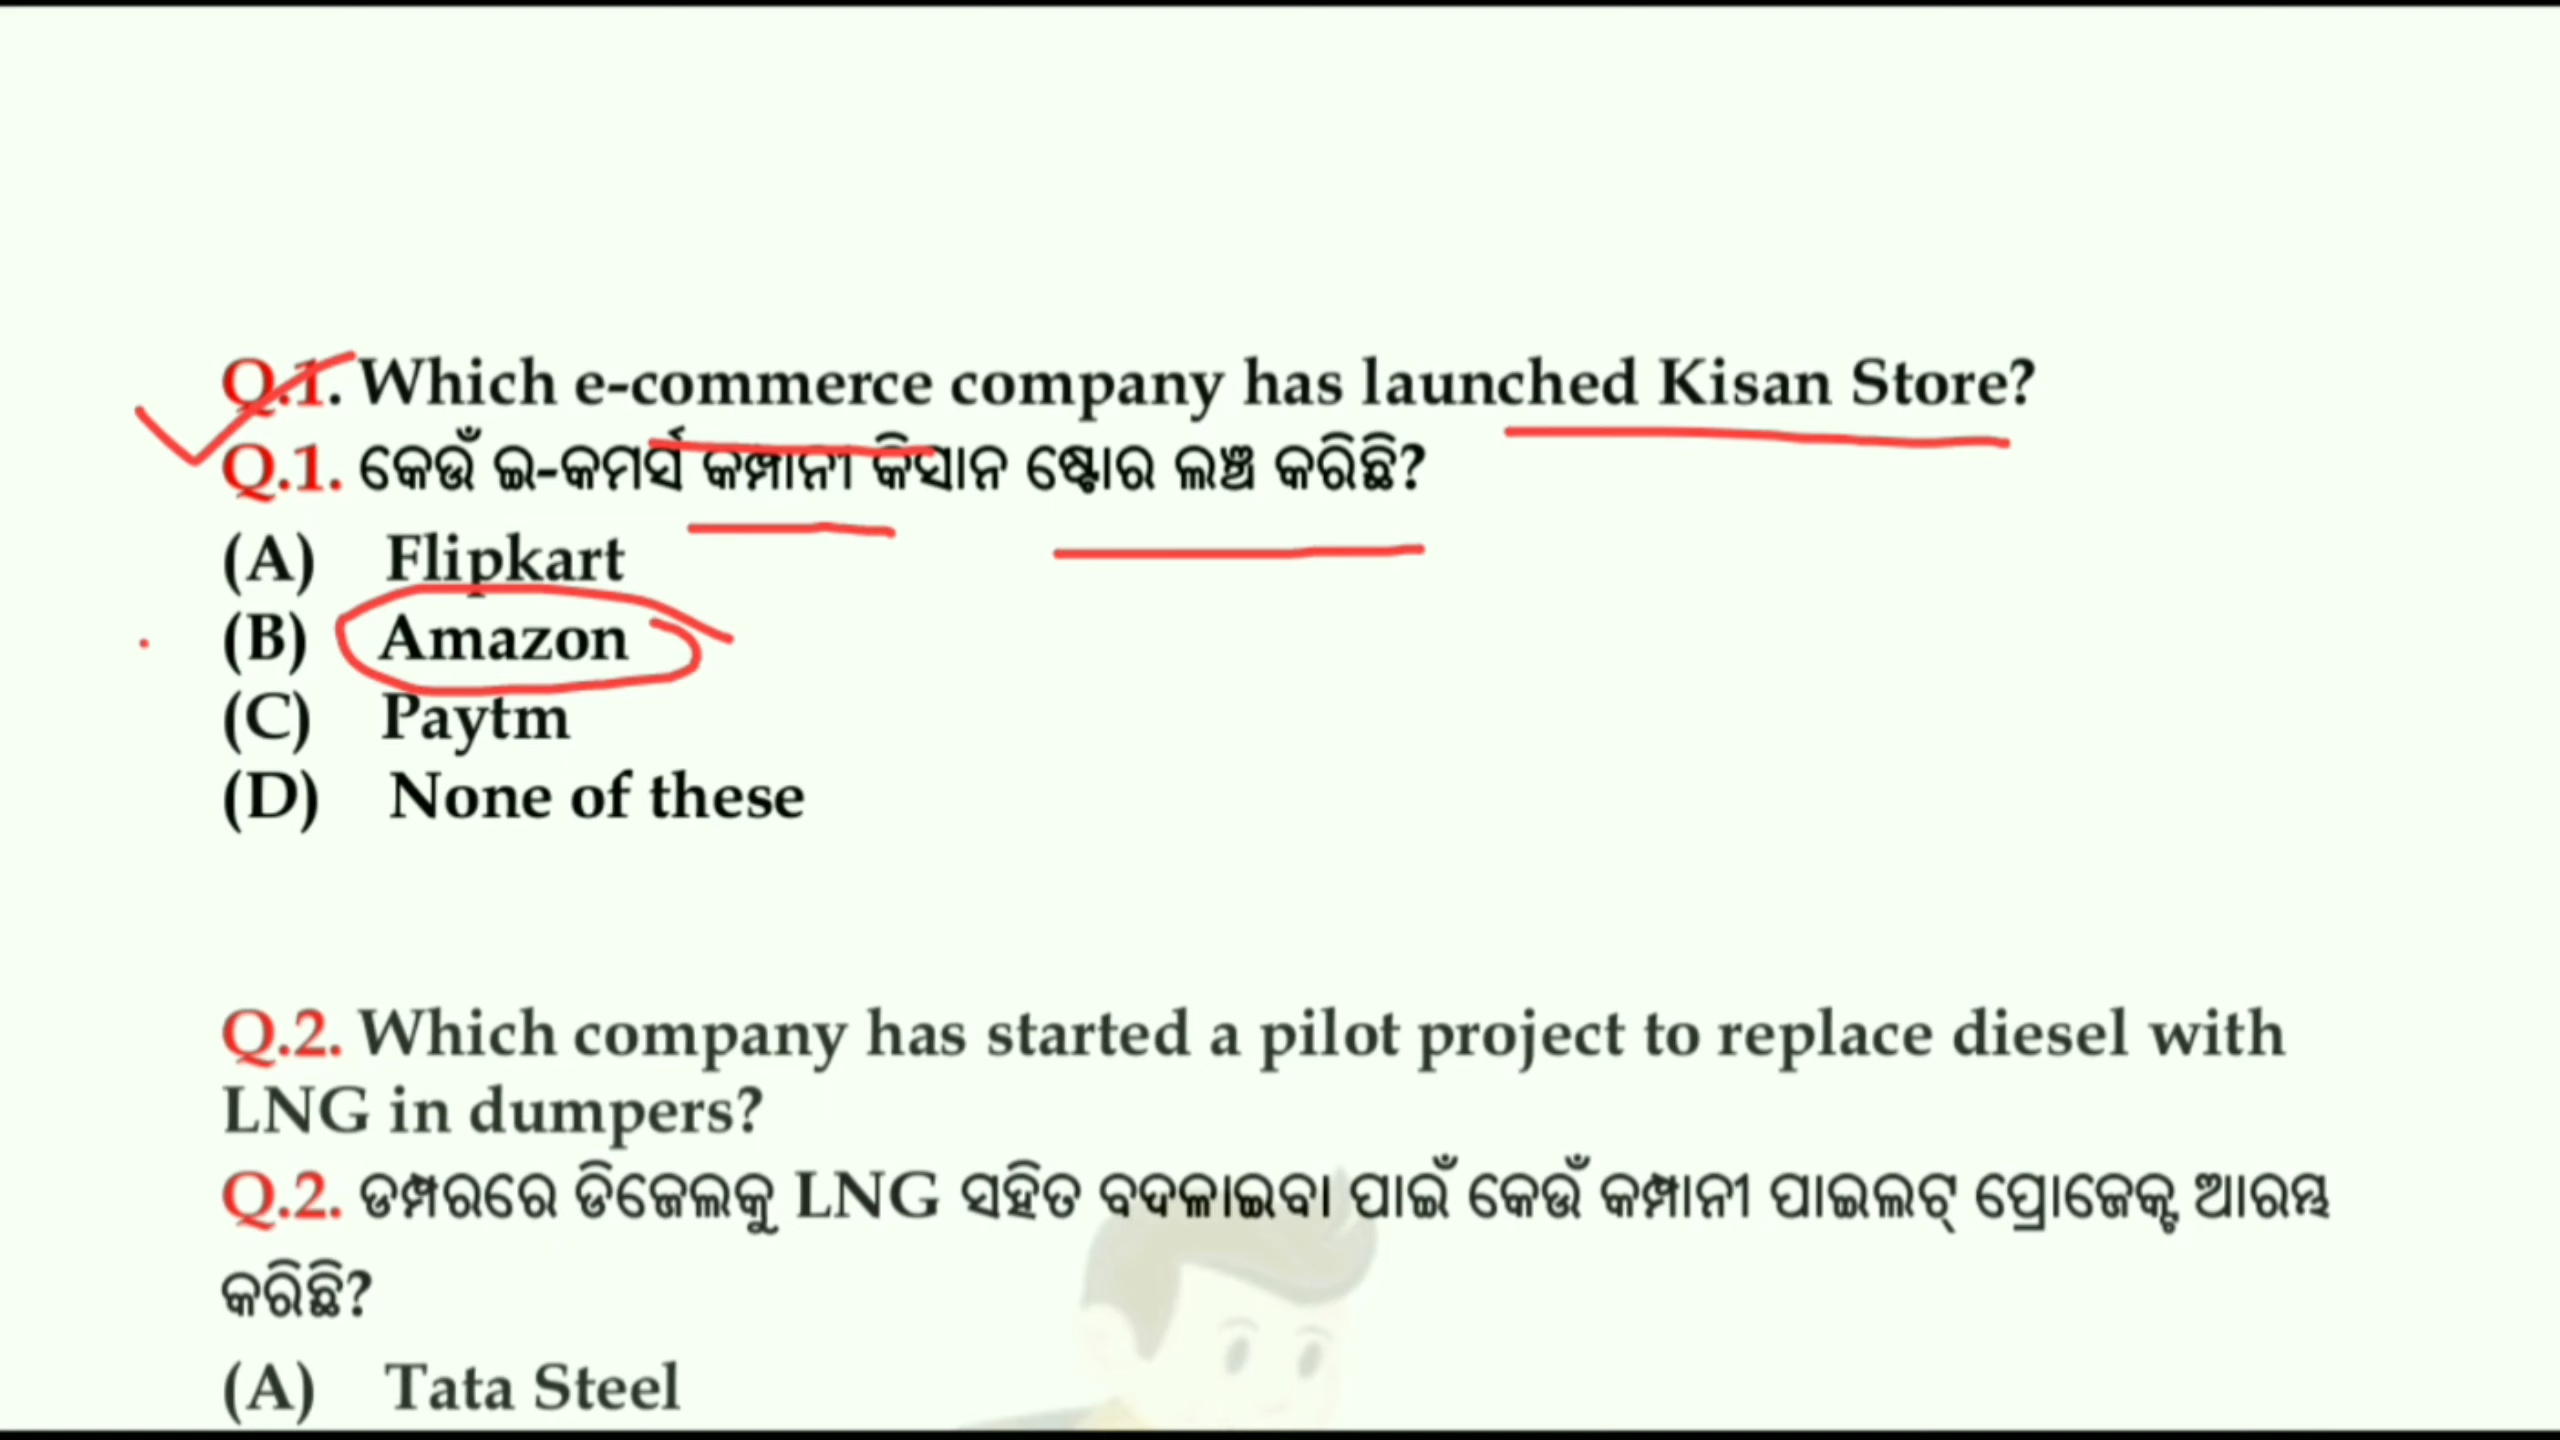 Q.1. Which e-commerce company has launched Kisan Store?
Q.1. କେଉଁ ଇ-କମର୍ସ କମ୍ପାନୀ କିସାନ ଷ୍ଟୋର ଲଞ୍ଚ କରିଛି?
(A) Flipkart
(B) Amazon
(C) Paytm
(D) None of these
Q.2. Which company has started a pilot project to replace diesel with
LNG in dumpers?
Q.2. ଡମ୍ପରରେ ଡିଜେଲକୁ LNG ସହିତ ବଦଳାଇବା ପାଇଁ କେଉଁ କମ୍ପାନୀ ପାଇଲଟ୍ ପ୍ରୋଜେକ୍ଟ ଆରମ୍ଭ
କରିଛି?
(A) Tata Steel